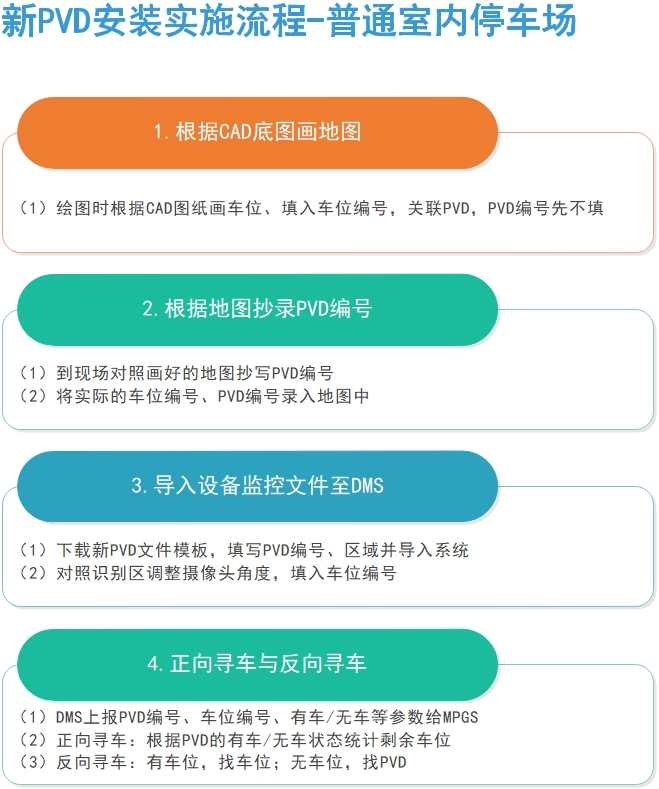 新PVD安装实施流程-普通室内停车场
1.根据CAD底图画地图
（1）绘图时根据CAD图纸画车位、填入车位编号，关联PVD，PVD编号先不填
2.根据地图抄录PVD编号
（1）到现场对照画好的地图抄写PVD编号
（2）将实际的车位编号、PVD编号录入地图中
3.导入设备监控文件至DMS
（1）下载新PVD文件模板，填写PVD编号、区域并导入系统
（2）对照识别区调整摄像头角度，填入车位编号
4.正向寻车与反向寻车
（1）DMS上报PVD编号、车位编号、有车/无车等参数给MPGS
（2）正向寻车：根据PVD的有车/无车状态统计剩余车位
（3）反向寻车：有车位，找车位；无车位，找PVD